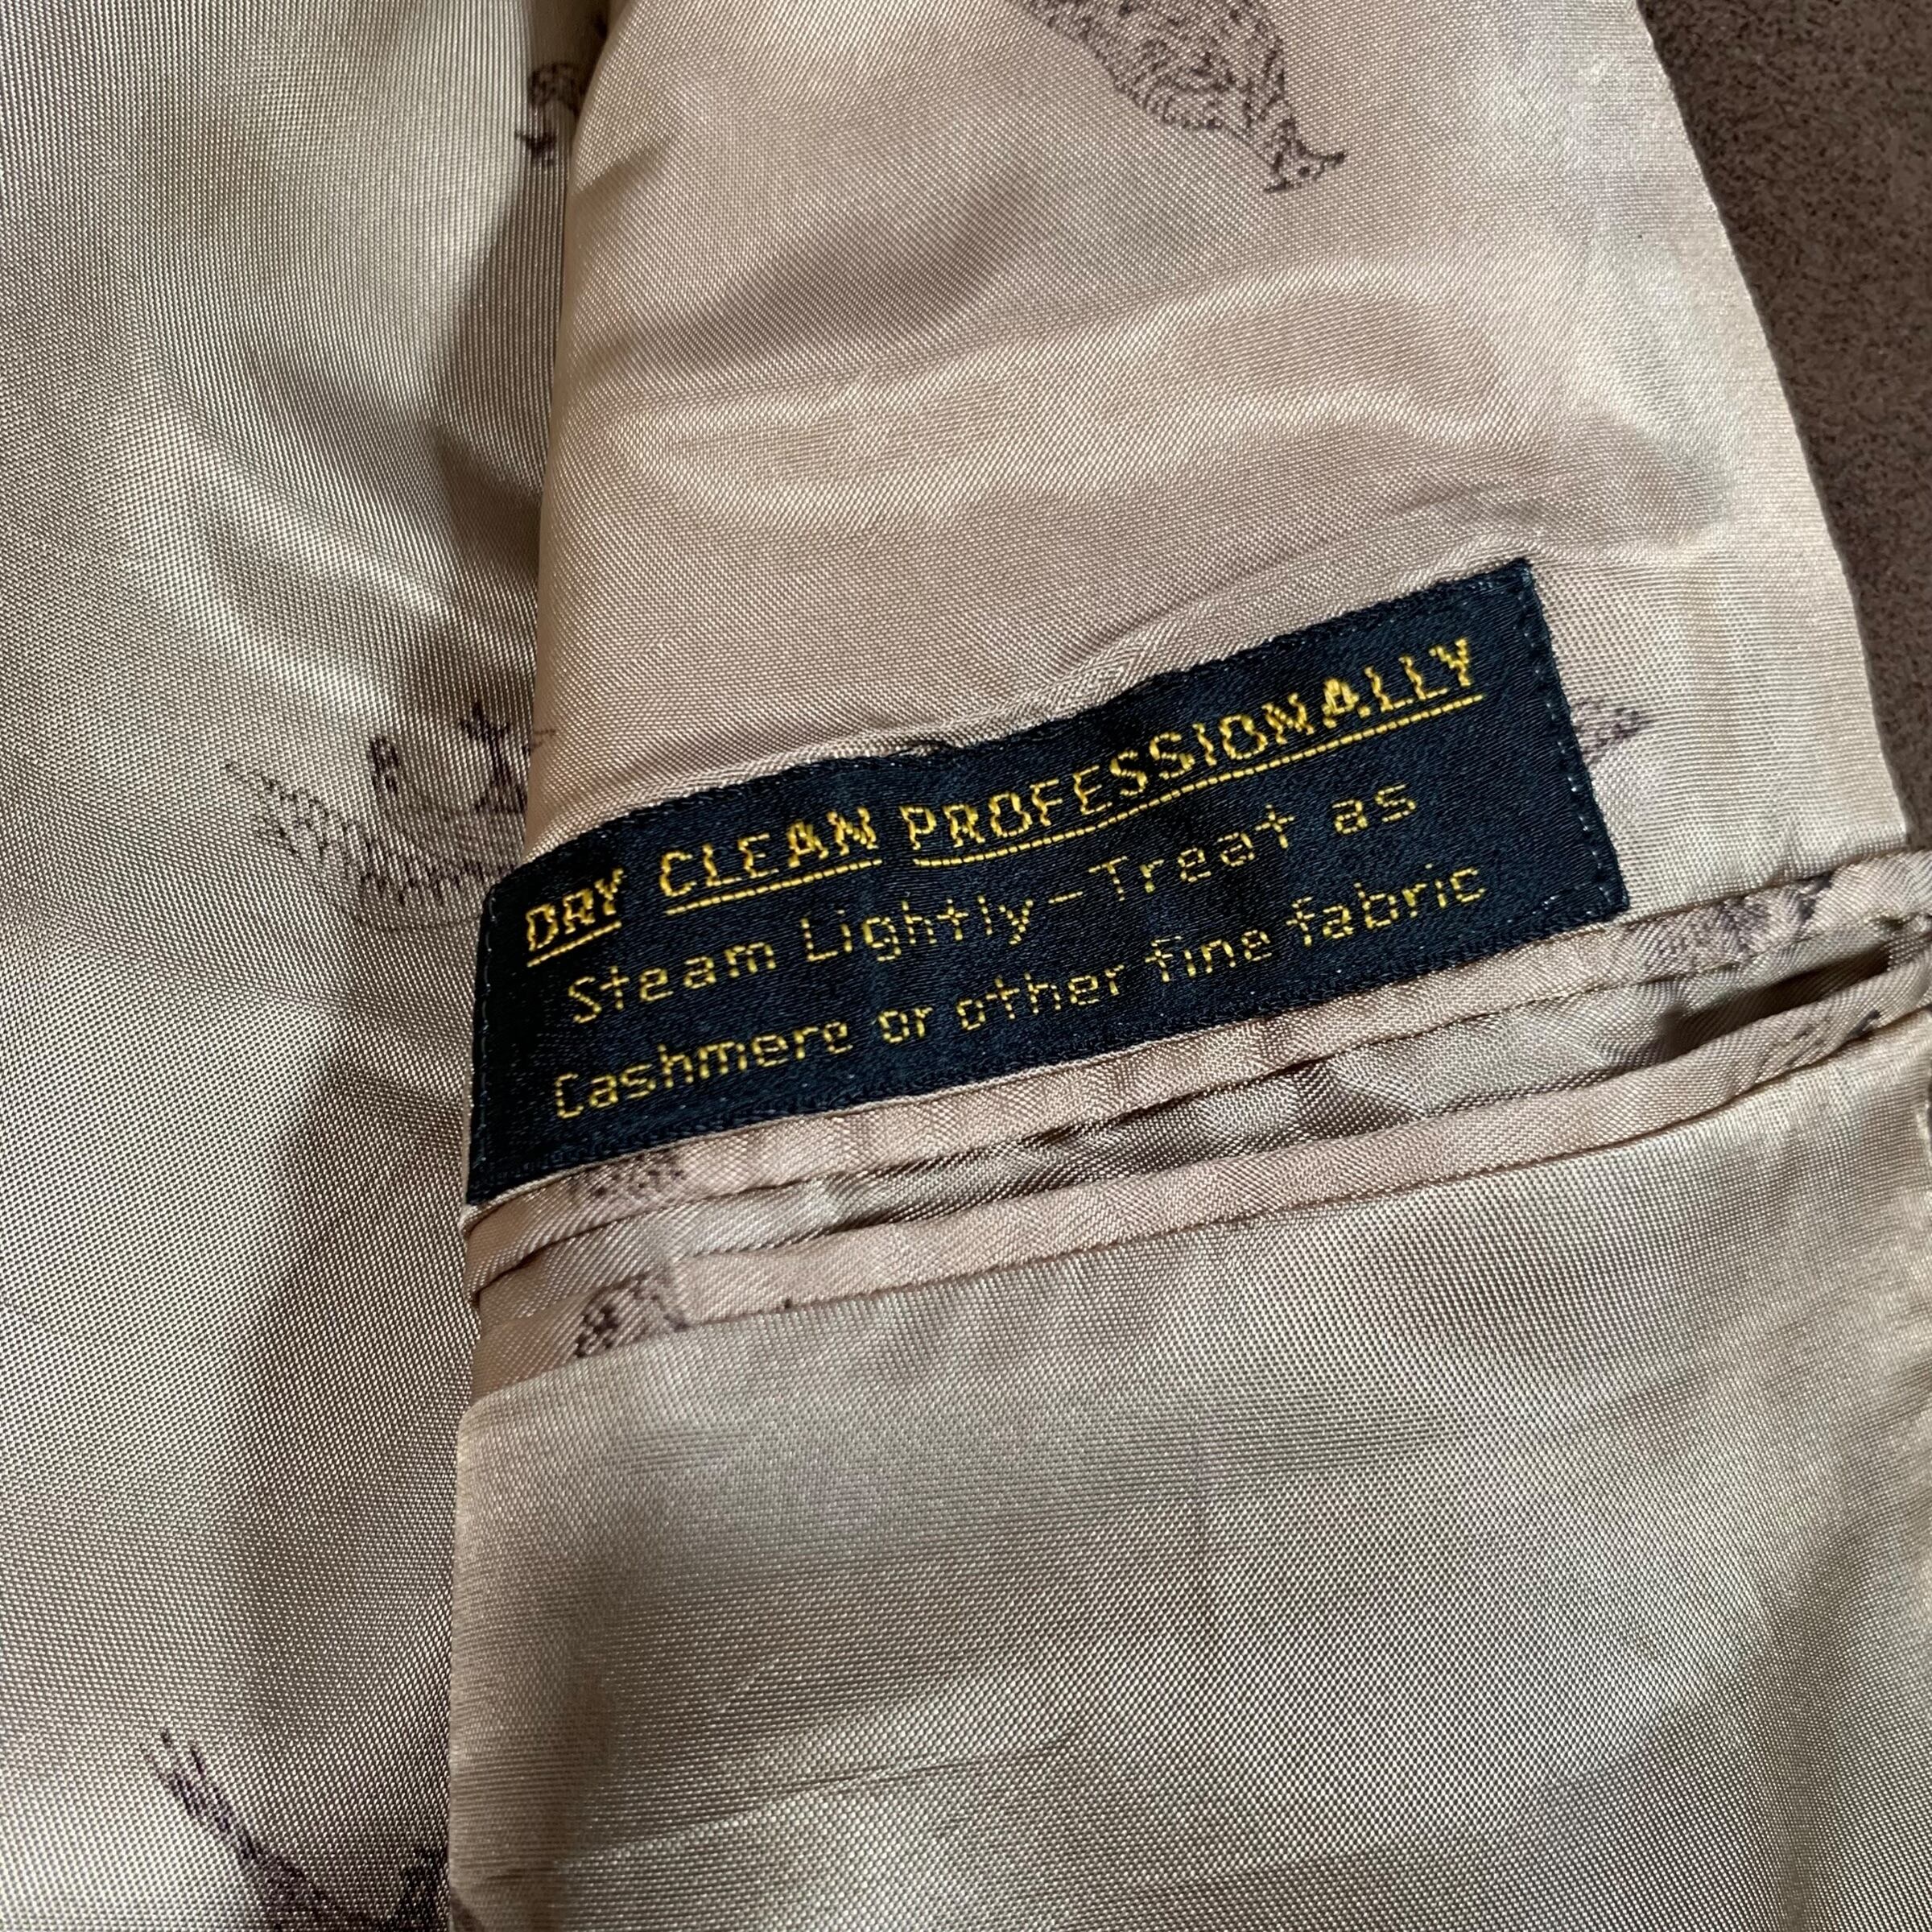 DRY CLEAN PROFESSIONALLY
Steam Lightly-Treat as
Cashmere or other fine fabric